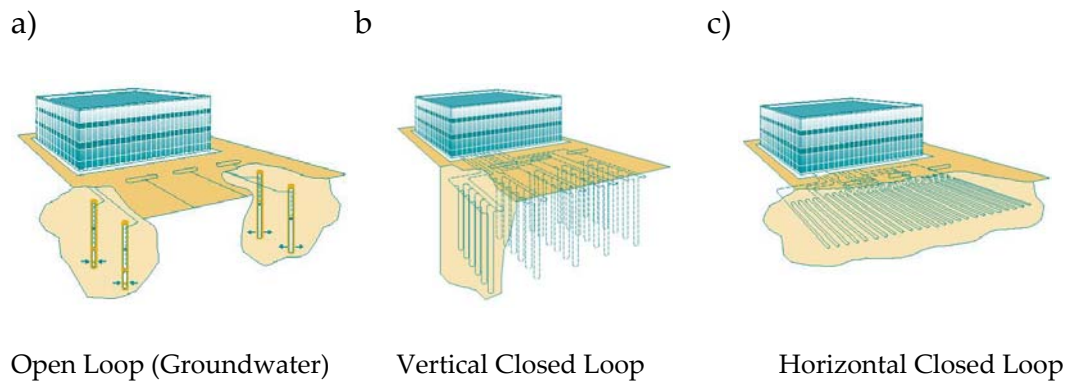 a) b c)
Open Loop (Groundwater) Vertical Closed Loop Horizontal Closed Loop